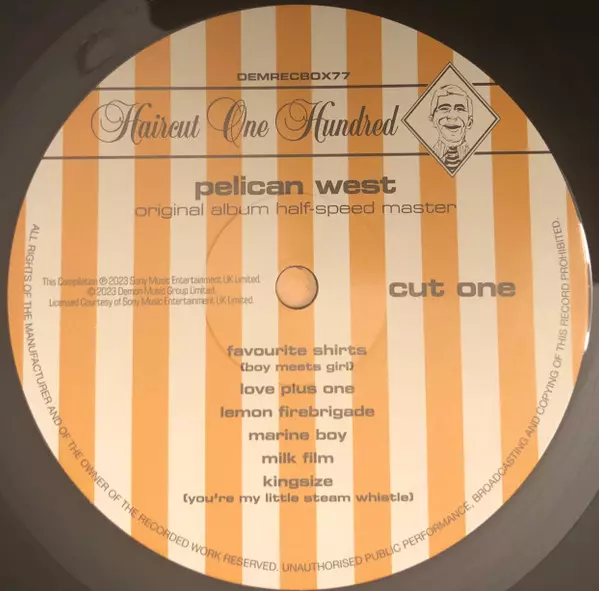 DEMRECBOX77
Haircut One Hundred
pelican west
original album half-speed master
This Compilation ℗ 2023 Sony Music Entertainment UK Limited.
© 2023 Demon Music Group Limited.
Licensed Courtesy of Sony Music Entertainment UK Limited.
cut one
favourite shirts
(boy meets girl)
love plus one
lemon firebrigade
marine boy
milk film
kingsize
(you're my little steam whistle)
ALL RIGHTS OF THE MANUFACTURER AND OF THE OWNER OF THE RECORDED WORK RESERVED. UNAUTHORISED PUBLIC PERFORMANCE, BROADCASTING AND COPYING OF THIS RECORD PROHIBITED.